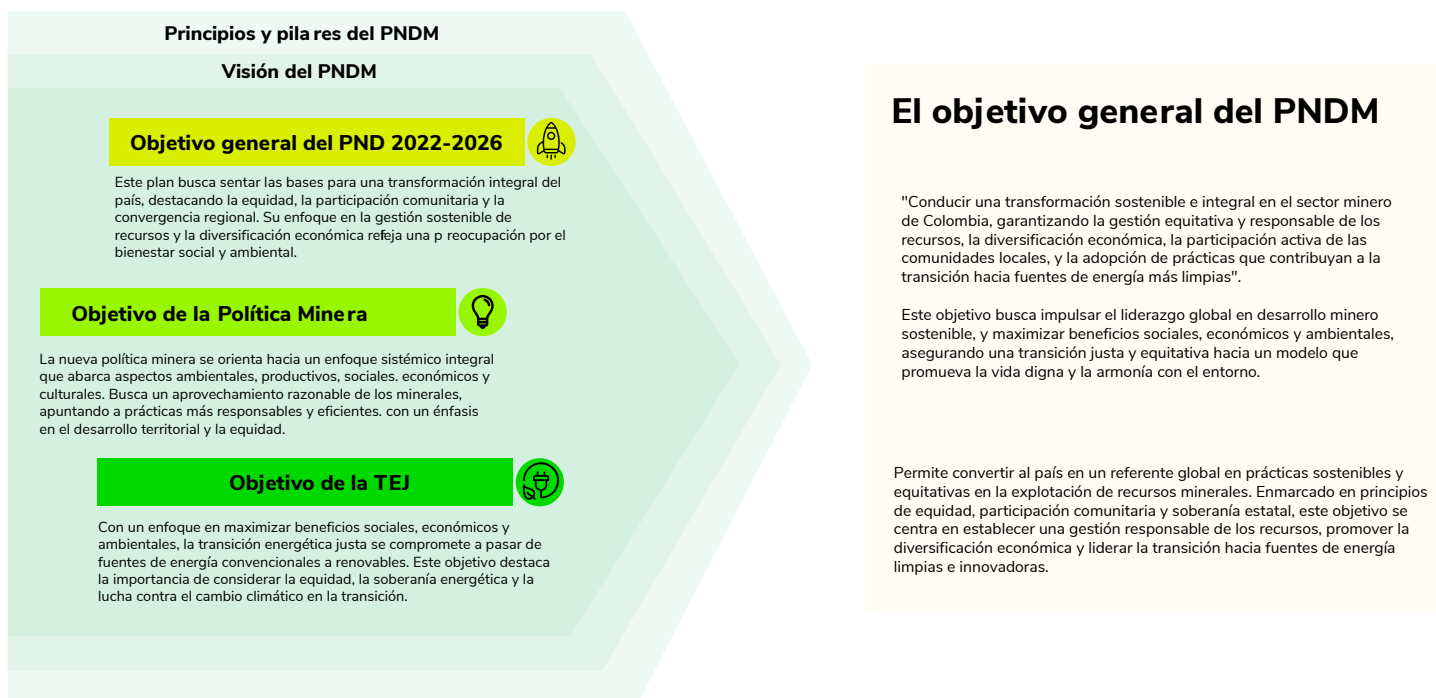 Principios y pilares del PNDM
Visión del PNDM
Objetivo general del PND 2022-2026
Este plan busca sentar las bases para una transformación integral del
país, destacando la equidad, la participación comunitaria y la
convergencia regional. Su enfoque en la gestión sostenible de
recursos y la diversificación económica refleja una p reocupación por el
bienestar social y ambiental.
Objetivo de la Política Minera
La nueva política minera se orienta hacia un enfoque sistémico integral
que abarca aspectos ambientales, productivos, sociales. económicos y
culturales. Busca un aprovechamiento razonable de los minerales,
apuntando a prácticas más responsables y eficientes. con un énfasis
en el desarrollo territorial y la equidad.
Objetivo de la TEJ
Con un enfoque en maximizar beneficios sociales, económicos y
ambientales, la transición energética justa se compromete a pasar de
fuentes de energía convencionales a renovables. Este objetivo destaca
la importancia de considerar la equidad, la soberanía energética y la
lucha contra el cambio climático en la transición.
El objetivo general del PNDM
"Conducir una transformación sostenible e integral en el sector minero
de Colombia, garantizando la gestión equitativa y responsable de los
recursos, la diversificación económica, la participación activa de las
comunidades locales, y la adopción de prácticas que contribuyan a la
transición hacia fuentes de energía más limpias".
Este objetivo busca impulsar el liderazgo global en desarrollo minero
sostenible, y maximizar beneficios sociales, económicos y ambientales,
asegurando una transición justa y equitativa hacia un modelo que
promueva la vida digna y la armonía con el entorno.
Permite convertir al país en un referente global en prácticas sostenibles y
equitativas en la explotación de recursos minerales. Enmarcado en principios
de equidad, participación comunitaria y soberanía estatal, este objetivo se
centra en establecer una gestión responsable de los recursos, promover la
diversificación económica y liderar la transición hacia fuentes de energía
limpias e innovadoras.